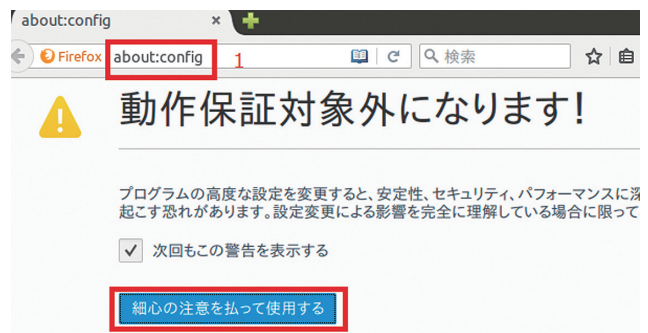 about:config
Firefox about:config 1 検索
動作保証対象外になります!
プログラムの高度な設定を変更すると、安定性、セキュリティ、パフォーマンスに深
起こす恐れがあります。設定変更による影響を完全に理解している場合に限って
次回もこの警告を表示する
細心の注意を払って使用する